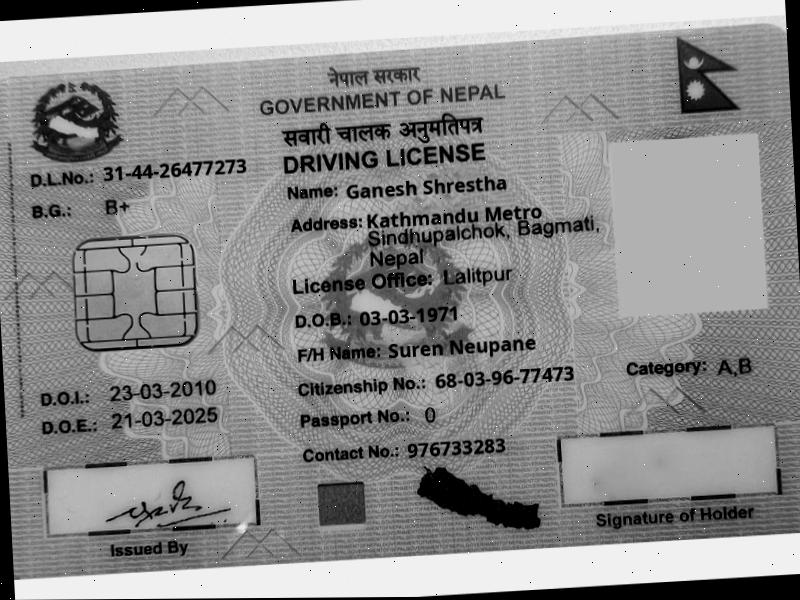 नेपाल सरकार
GOVERNMENT OF NEPAL
सवारी चालक अनुमतिपत्र
DRIVING LICENSE
D.L.No.: 31-44-26477273
B.G.: B+
Name: Ganesh Shrestha
Address: Kathmandu Metro
Sindhupalchok, Bagmati,
Nepal
License Office: Lalitpur
D.O.B.: 03-03-1971
F/H Name: Suren Neupane
Citizenship No.: 68-03-96-77473
Category: A,B
D.O.I.: 23-03-2010
D.O.E.: 21-03-2025
Passport No.: 0
Contact No.: 976733283
Issued By
Signature of Holder